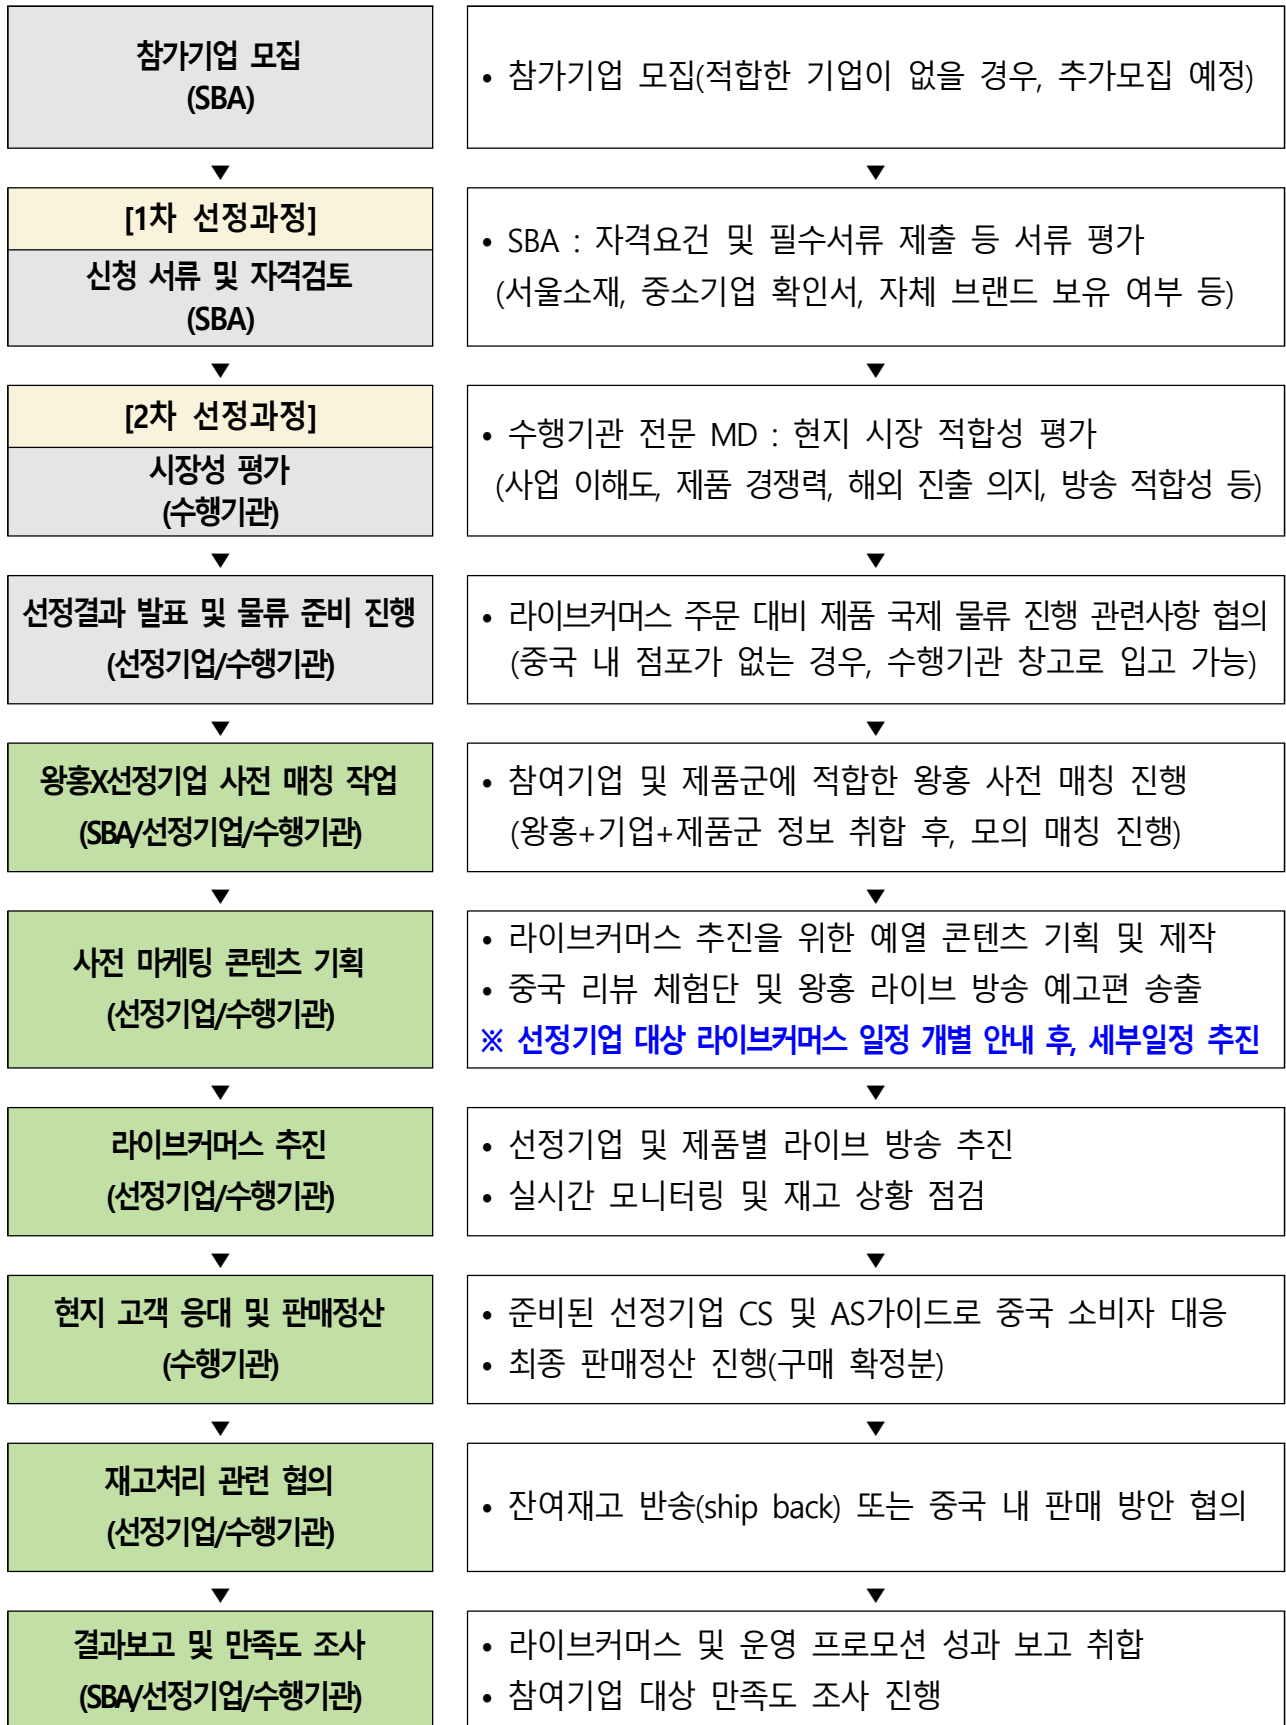 참가기업 모집
(SBA)
• 참가기업 모집(적합한 기업이 없을 경우, 추가모집 예정)
▼
▼
[1차 선정과정]
신청 서류 및 자격검토
(SBA)
• SBA : 자격요건 및 필수서류 제출 등 서류 평가
(서울소재, 중소기업 확인서, 자체 브랜드 보유 여부 등)
▼
▼
[2차 선정과정]
시장성 평가
(수행기관)
• 수행기관 전문 MD : 현지 시장 적합성 평가
(사업 이해도, 제품 경쟁력, 해외 진출 의지, 방송 적합성 등)
▼
▼
선정결과 발표 및 물류 준비 진행
(선정기업/수행기관)
• 라이브커머스 주문 대비 제품 국제 물류 진행 관련사항 협의
(중국 내 점포가 없는 경우, 수행기관 창고로 입고 가능)
▼
▼
왕홍X선정기업 사전 매칭 작업
(SBA/선정기업/수행기관)
• 참여기업 및 제품군에 적합한 왕홍 사전 매칭 진행
(왕홍+기업+제품군 정보 취합 후, 모의 매칭 진행)
▼
▼
사전 마케팅 콘텐츠 기획
(선정기업/수행기관)
• 라이브커머스 추진을 위한 예열 콘텐츠 기획 및 제작
• 중국 리뷰 체험단 및 왕홍 라이브 방송 예고편 송출
※ 선정기업 대상 라이브커머스 일정 개별 안내 후, 세부일정 추진
▼
▼
라이브커머스 추진
(선정기업/수행기관)
• 선정기업 및 제품별 라이브 방송 추진
• 실시간 모니터링 및 재고 상황 점검
▼
▼
현지 고객 응대 및 판매정산
(수행기관)
• 준비된 선정기업 CS 및 AS가이드로 중국 소비자 대응
• 최종 판매정산 진행(구매 확정분)
▼
▼
재고처리 관련 협의
(선정기업/수행기관)
• 잔여재고 반송(ship back) 또는 중국 내 판매 방안 협의
▼
▼
결과보고 및 만족도 조사
(SBA/선정기업/수행기관)
• 라이브커머스 및 운영 프로모션 성과 보고 취합
• 참여기업 대상 만족도 조사 진행